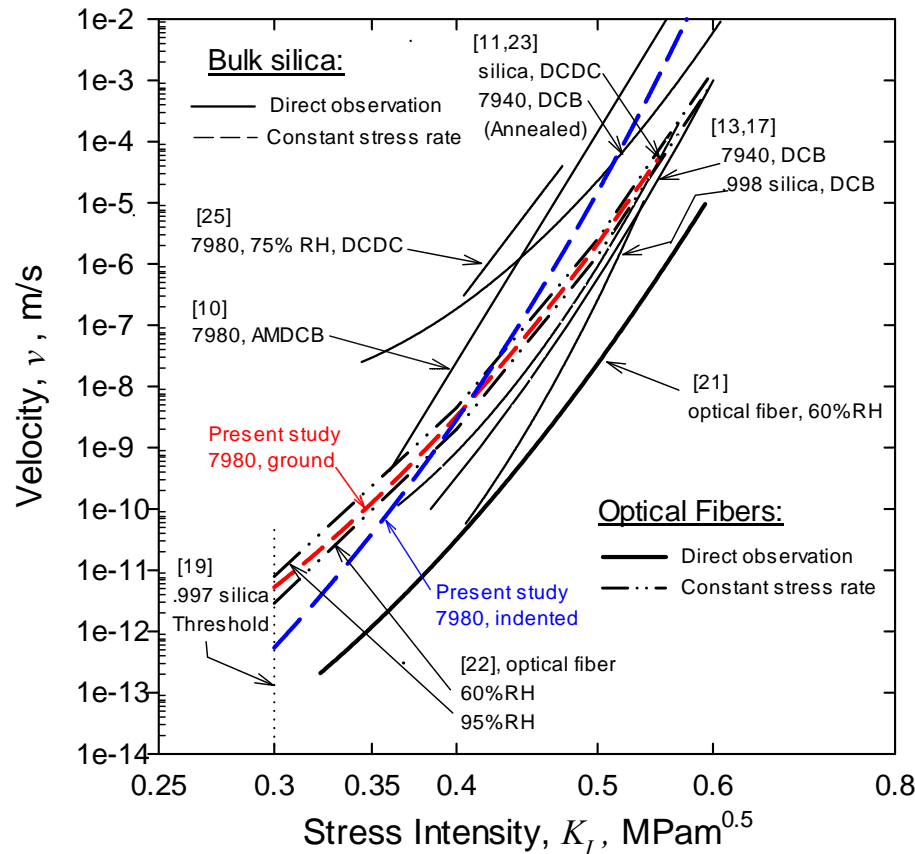 1e-2
1e-3
1e-4
1e-5
1e-6
1e-7
1e-8
1e-9
1e-10
1e-11
1e-12
1e-13
1e-14
Velocity, v , m/s
Bulk silica:
Direct observation
Constant stress rate
[11,23]
silica, DCDC
7940, DCB
(Annealed)
[13,17]
7940, DCB
.998 silica, DCB
[25]
7980, 75% RH, DCDC
[10]
7980, AMDCB
[21]
optical fiber, 60%RH
Present study
7980, ground
Optical Fibers:
Direct observation
Constant stress rate
[19]
.997 silica
Threshold
Present study
7980, indented
[22], optical fiber
60%RH
95%RH
0.25
0.3
0.35
0.4
0.5
0.6
0.8
Stress Intensity, K_I, MPam^0.5